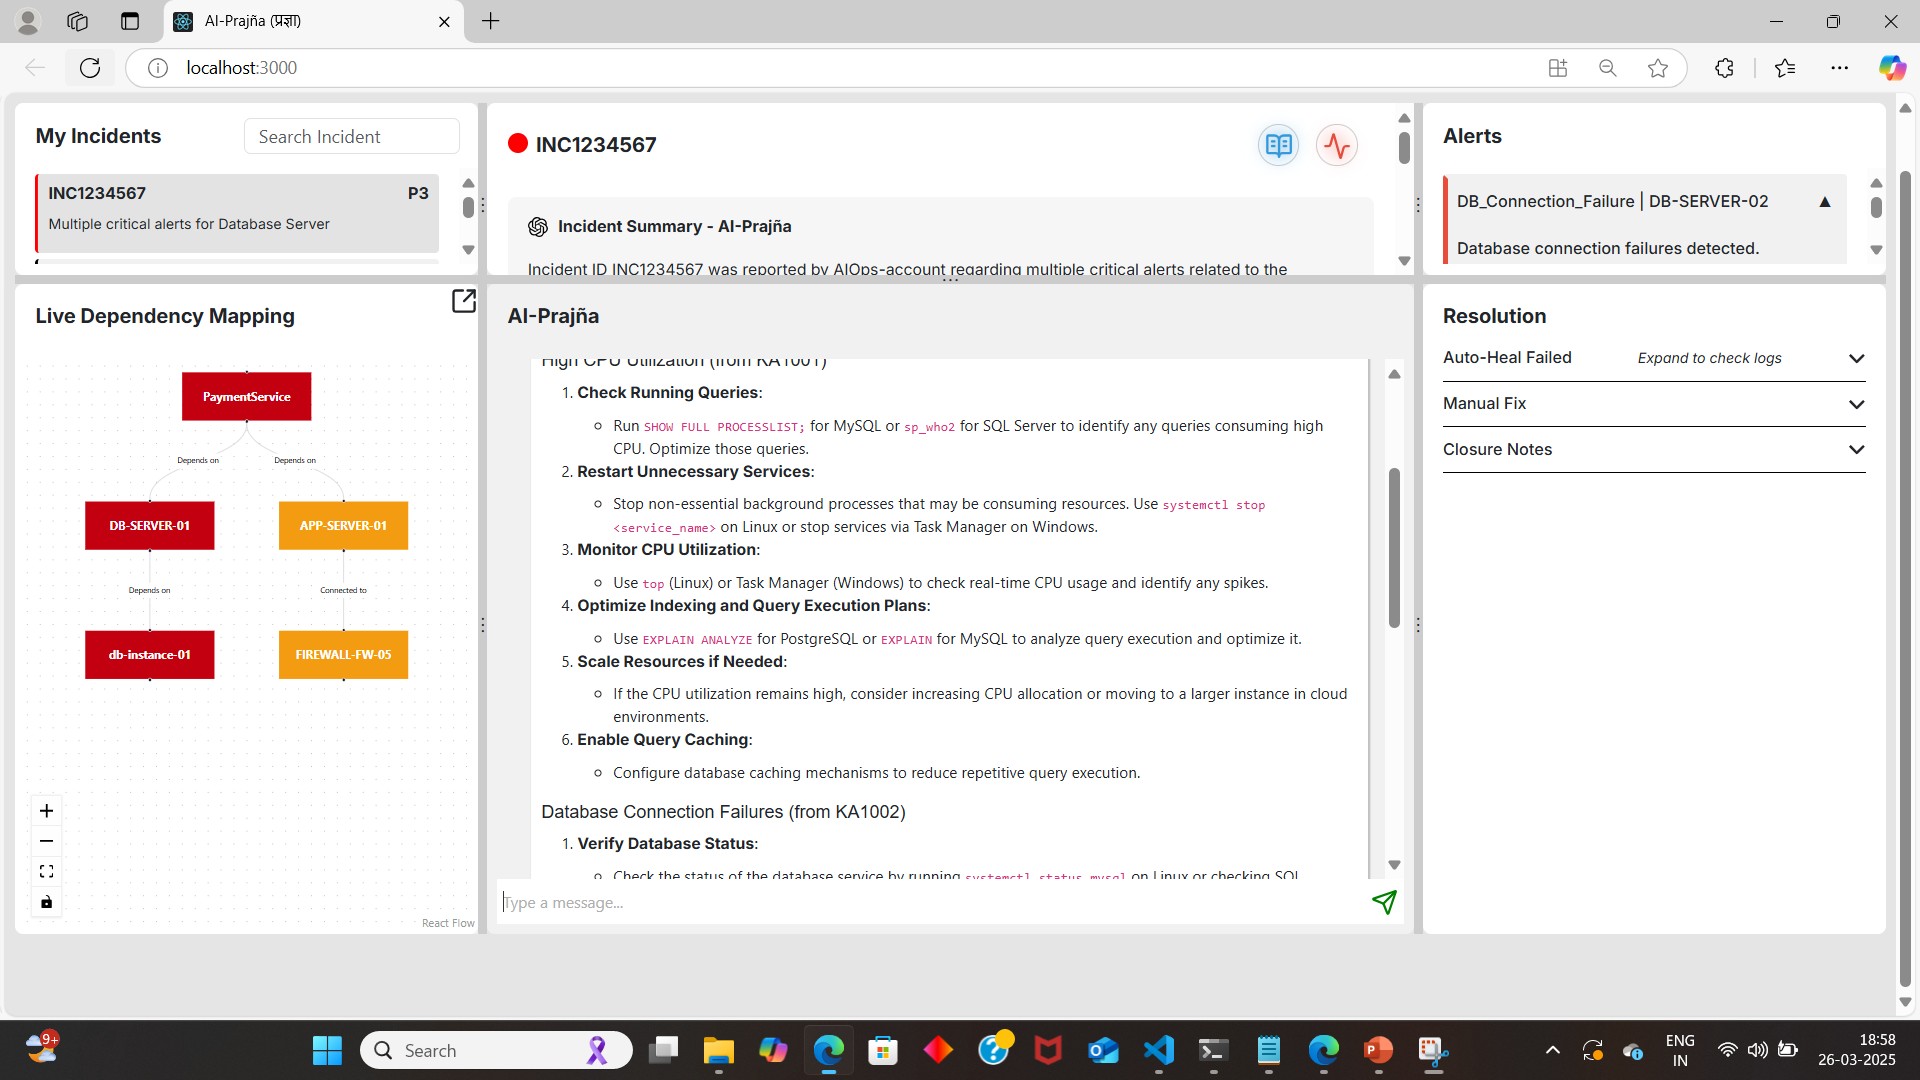 AI-Prajña (प्रज्ञा)
localhost:3000
My Incidents
Search Incident
INC1234567
P3
Multiple critical alerts for Database Server
INC1234567
Incident Summary - AI-Prajña
Incident ID INC1234567 was reported by AIOps-account regarding multiple critical alerts related to the
Alerts
DB_Connection_Failure | DB-SERVER-02
Database connection failures detected.
Live Dependency Mapping
PaymentService
Depends on
Depends on
DB-SERVER-01
APP-SERVER-01
Depends on
Connected to
db-instance-01
FIREWALL-FW-05
React Flow
AI-Prajña
High CPU Utilization (from KA1001)
1. Check Running Queries:
Run SHOW FULL PROCESSLIST; for MySQL or sp_who2 for SQL Server to identify any queries consuming high
CPU. Optimize those queries.
2. Restart Unnecessary Services:
Stop non-essential background processes that may be consuming resources. Use systemctl stop
<service_name> on Linux or stop services via Task Manager on Windows.
3. Monitor CPU Utilization:
Use top (Linux) or Task Manager (Windows) to check real-time CPU usage and identify any spikes.
4. Optimize Indexing and Query Execution Plans:
Use EXPLAIN ANALYZE for PostgreSQL or EXPLAIN for MySQL to analyze query execution and optimize it.
5. Scale Resources if Needed:
If the CPU utilization remains high, consider increasing CPU allocation or moving to a larger instance in cloud
environments.
6. Enable Query Caching:
Configure database caching mechanisms to reduce repetitive query execution.
Database Connection Failures (from KA1002)
1. Verify Database Status:
Check the status of the database service by running systemctl status mysql on Linux or checking SQL
Type a message...
Resolution
Auto-Heal Failed
Expand to check logs
Manual Fix
Closure Notes
9+
Search
ENG
IN
18:58
26-03-2025